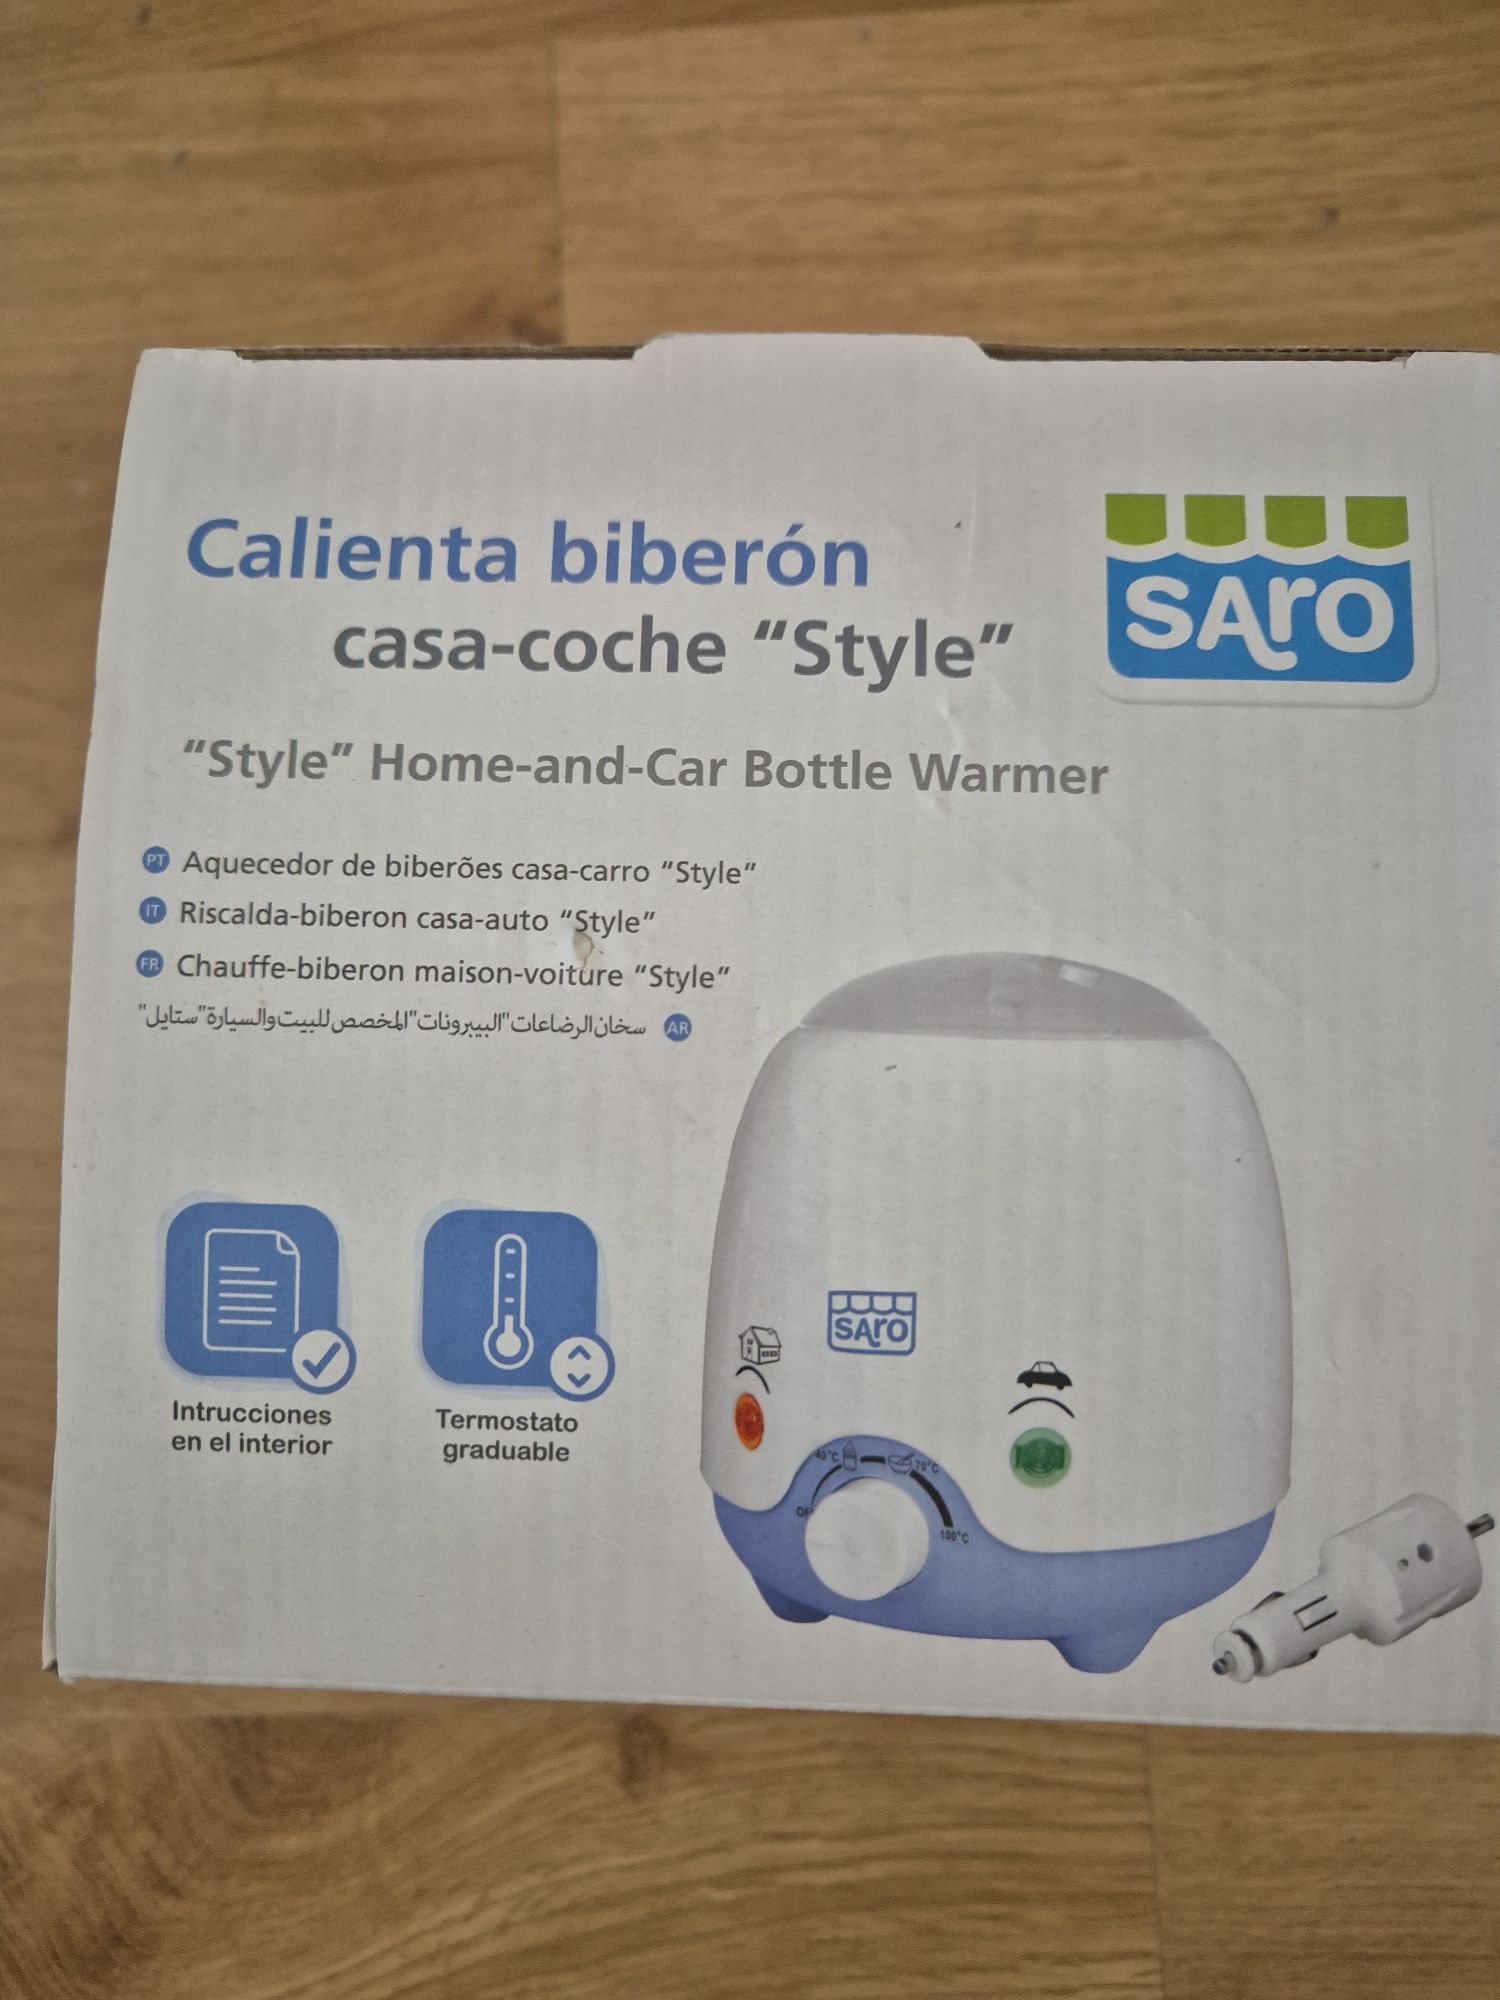 Calienta biberón
casa-coche “Style”
SAro
“Style” Home-and-Car Bottle Warmer
PT Aquecedor de biberões casa-carro “Style”
IT Riscalda-biberon casa-auto “Style”
FR Chauffe-biberon maison-voiture “Style”
AR سخان الرضاعات "البيبرونات" المخصص للبيت والسيارة "ستايل"
Intrucciones
en el interior
Termostato
graduable
SAro
40°C 70°C
100°C